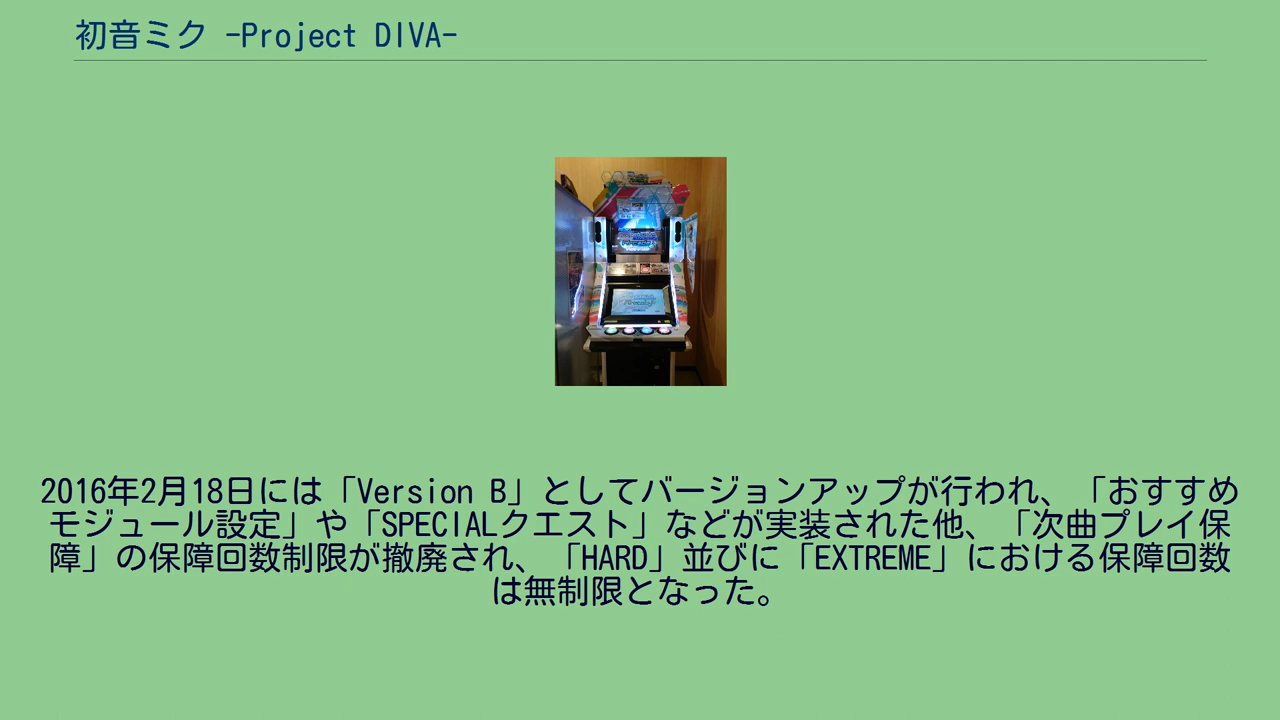 初音ミク -Project DIVA-
2016年2月18日には「Version B」としてバージョンアップが行われ、「おすすめ
モジュール設定」や「SPECIALクエスト」などが実装された他、「次曲プレイ保
障」の保障回数制限が撤廃され、「HARD」並びに「EXTREME」における保障回数
は無制限となった。